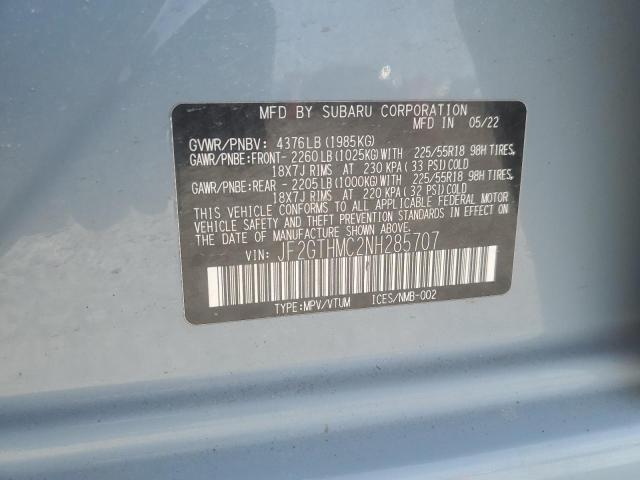 MFD BY SUBARU CORPORATION
MFD IN 05/22
GVWR/PNBV: 4376LB(1985KG)
GAWR/PNBE:FRONT- 2260LB(1025KG)WITH 225/55R18 98H TIRES,
18X7J RIMS AT 230 KPA(33 PSI)COLD
GAWR/PNBE:REAR - 2205LB(1000KG)WITH 225/55R18 98H TIRES,
18X7J RIMS AT 220 KPA(32 PSI)COLD
THIS VEHICLE CONFORMS TO ALL APPLICABLE FEDERAL MOTOR
VEHICLE SAFETY AND BUMPER STANDARDS IN EFFECT ON THE
DATE OF MANUFACTURE SHOWN ABOVE.
VIN: JF2GTHMC2NH285707
TYPE:MPV/VTUM ICES/NMB-002